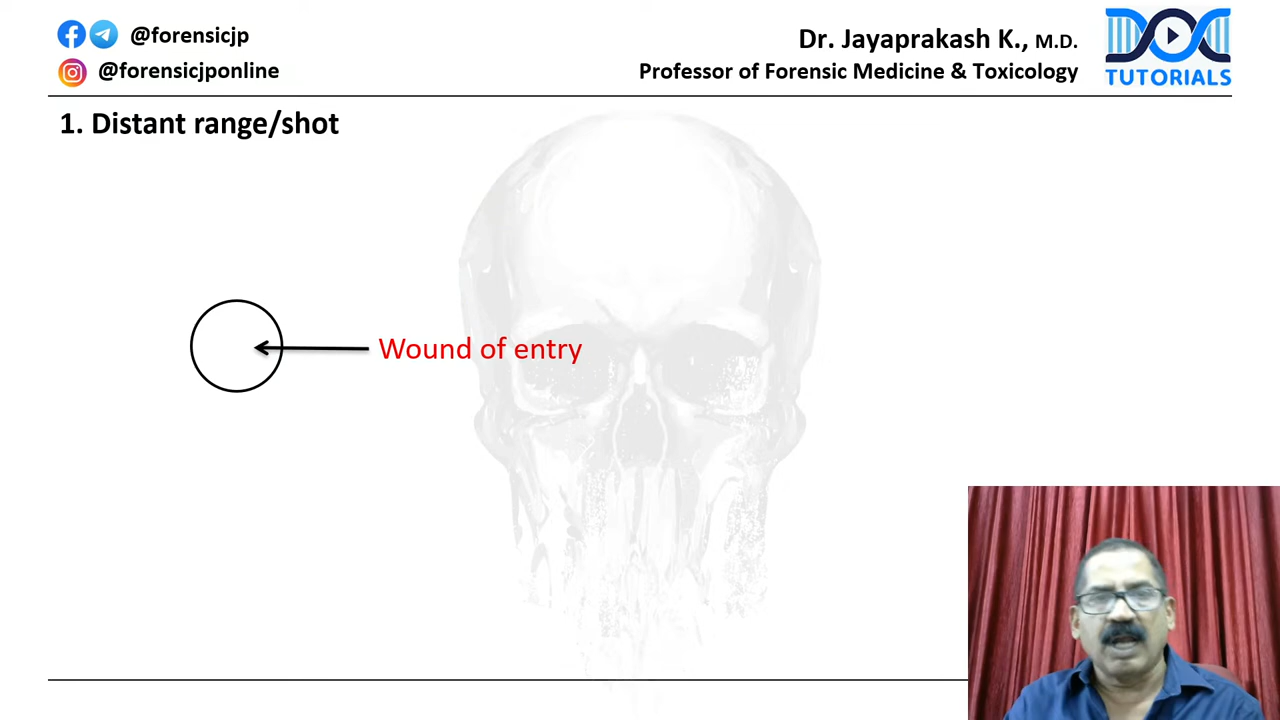 @forensicjp
@forensicjponline
Dr. Jayaprakash K., M.D.
Professor of Forensic Medicine & Toxicology
TUTORIALS
1. Distant range/shot
Wound of entry